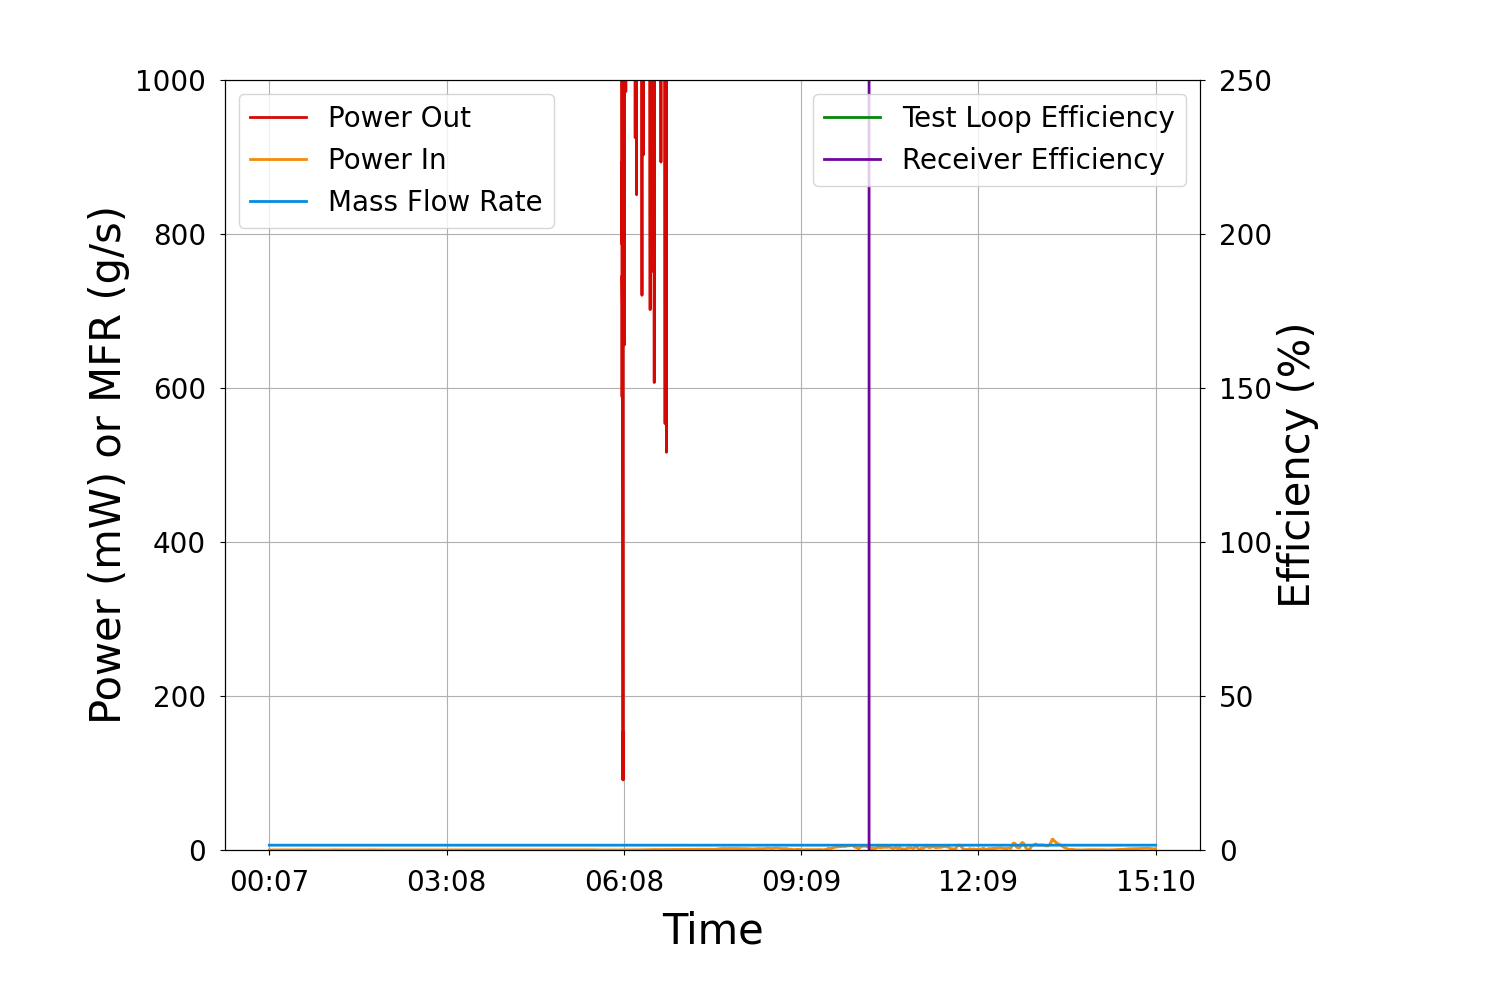 Power Out
Power In
Mass Flow Rate
Test Loop Efficiency
Receiver Efficiency
Power (mW) or MFR (g/s)
1000
800
600
400
200
0
250
200
150
100
50
0
Efficiency (%)
00:07 03:08 06:08 09:09 12:09 15:10
Time